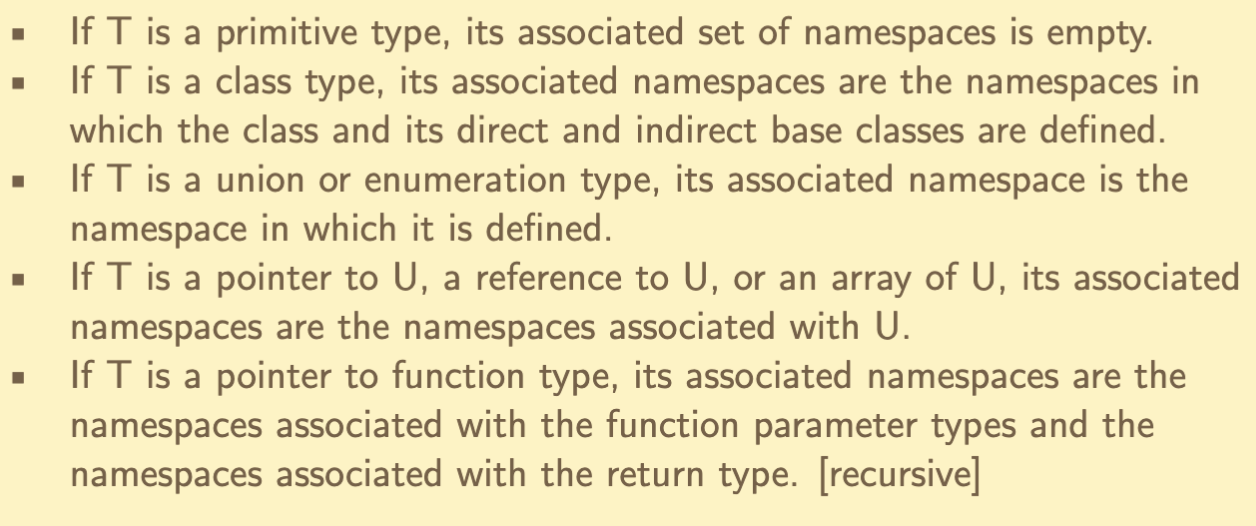 ▪ If T is a primitive type, its associated set of namespaces is empty.
▪ If T is a class type, its associated namespaces are the namespaces in
which the class and its direct and indirect base classes are defined.
▪ If T is a union or enumeration type, its associated namespace is the
namespace in which it is defined.
▪ If T is a pointer to U, a reference to U, or an array of U, its associated
namespaces are the namespaces associated with U.
▪ If T is a pointer to function type, its associated namespaces are the
namespaces associated with the function parameter types and the
namespaces associated with the return type. [recursive]